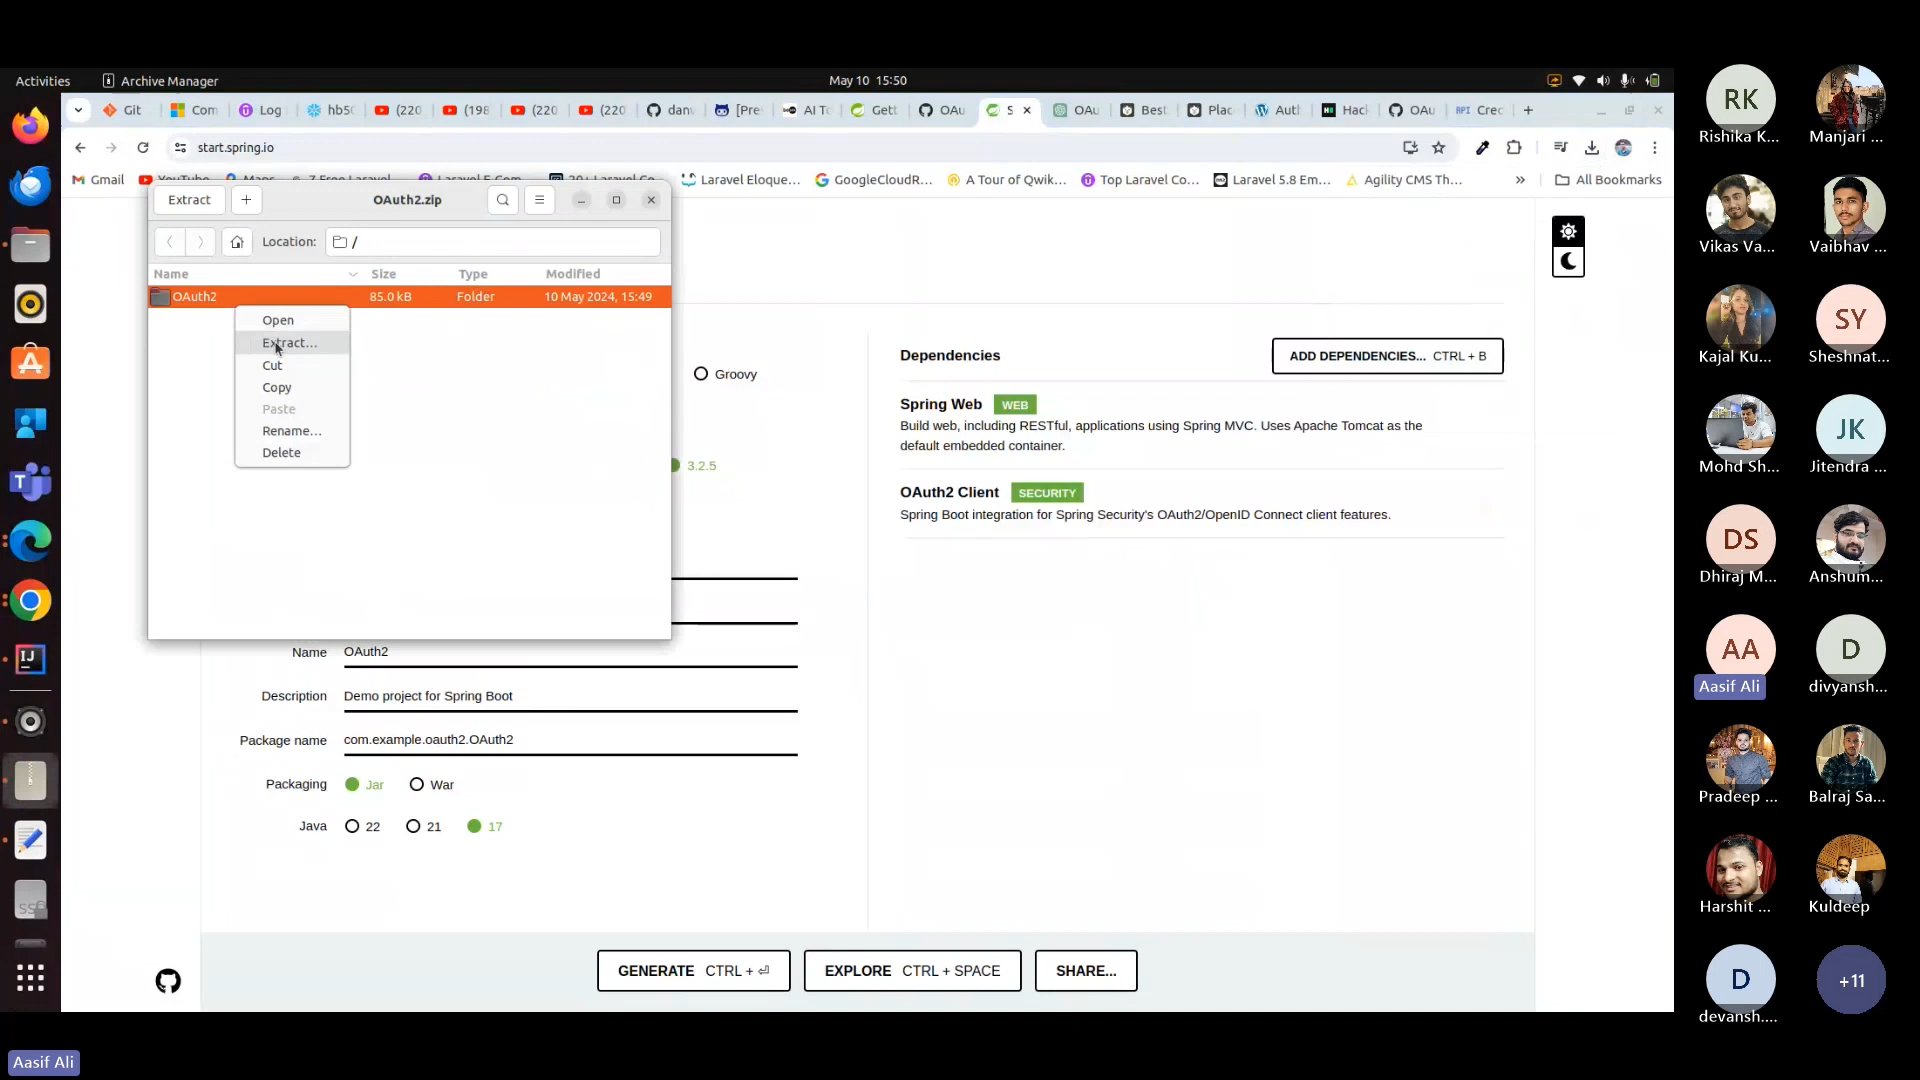 Activities
Archive Manager
May 10 15:50
Git
Com
Log
hb50
(220
(198
(220
(220
danv
[Pre
AI To
Gett
OAu
S
OAu
Best
Plac
Auth
Hack
OAu
Crec
start.spring.io
Gmail
YouTube
Maps
Laravel Eloque...
GoogleCloudR...
A Tour of Qwik...
Top Laravel Co...
Laravel 5.8 Em...
Agility CMS Th...
»
All Bookmarks
Extract
OAuth2.zip
Location:
/
Name
Size
Type
Modified
OAuth2
85.0 kB
Folder
10 May 2024, 15:49
Open
Extract...
Cut
Copy
Paste
Rename...
Delete
Groovy
3.2.5
Name
OAuth2
Description
Demo project for Spring Boot
Package name
com.example.oauth2.OAuth2
Packaging
Jar
War
Java
22
21
17
Dependencies
ADD DEPENDENCIES... CTRL + B
Spring Web
WEB
Build web, including RESTful, applications using Spring MVC. Uses Apache Tomcat as the
default embedded container.
OAuth2 Client
SECURITY
Spring Boot integration for Spring Security's OAuth2/OpenID Connect client features.
GENERATE CTRL + ⏎
EXPLORE CTRL + SPACE
SHARE...
RK
Rishika K...
Manjari ...
Vikas Va...
Vaibhav ...
Kajal Ku...
SY
Sheshnat...
Mohd Sh...
JK
Jitendra ...
DS
Dhiraj M...
Anshum...
AA
Aasif Ali
D
divyansh...
Pradeep ...
Balraj Sa...
Harshit ...
Kuldeep
D
devansh....
+11
Aasif Ali